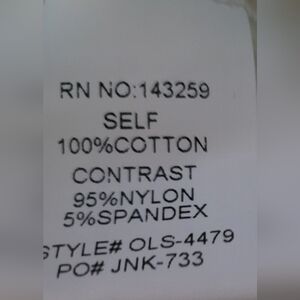 RN NO:143259
SELF
100%COTTON
CONTRAST
95%NYLON
5%SPANDEX
STYLE# OLS-4479
PO# JNK-733